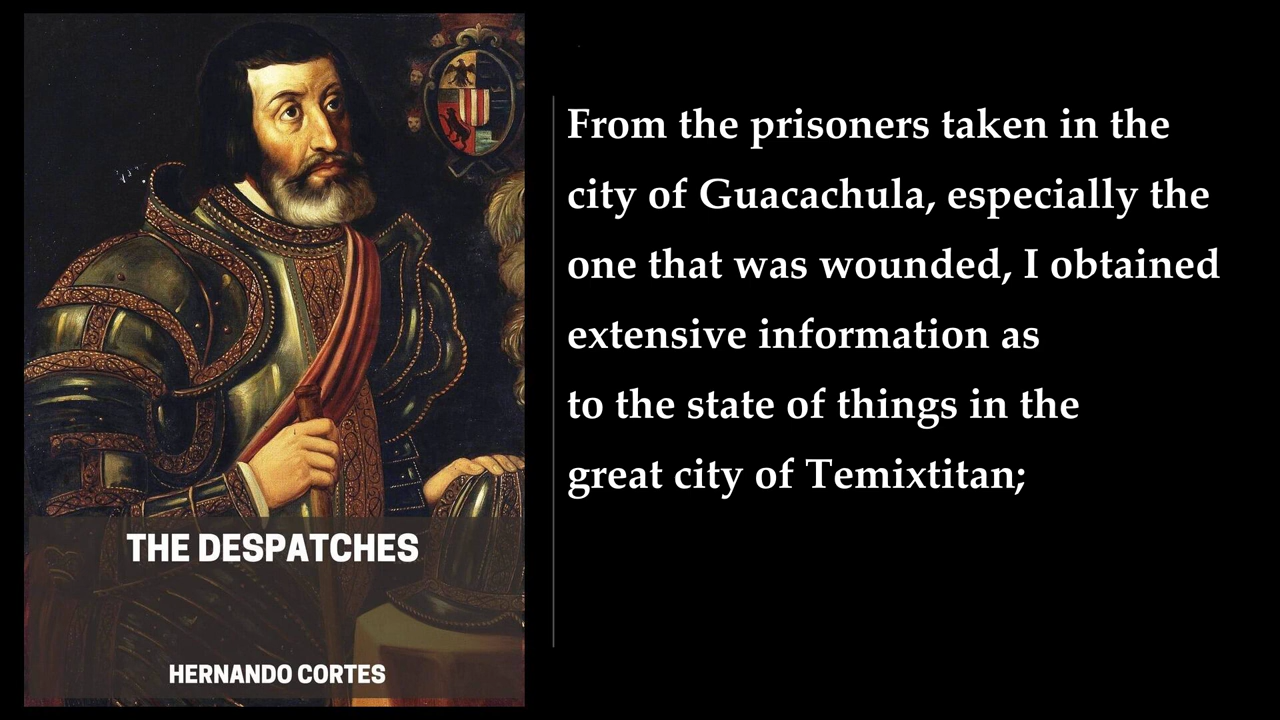 THE DESPATCHES
HERNANDO CORTES
From the prisoners taken in the
city of Guacachula, especially the
one that was wounded, I obtained
extensive information as
to the state of things in the
great city of Temixtitan;